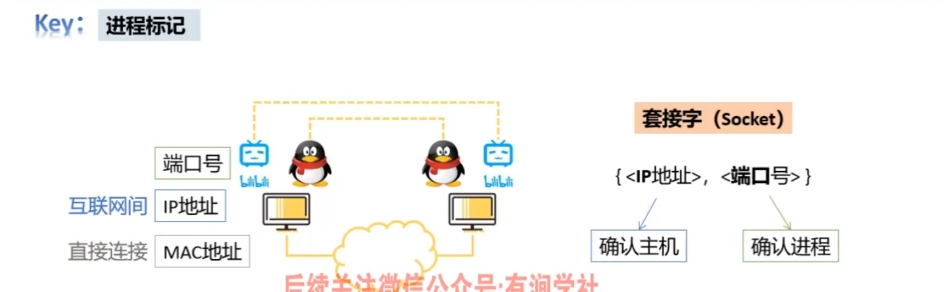 Key： 进程标记
套接字（Socket）
端口号
bilibili
bilibili
{ <IP地址>，<端口号> }
互联网间 IP地址
直接连接 MAC地址
确认主机
确认进程
后续关注微信公众号:有涧学社